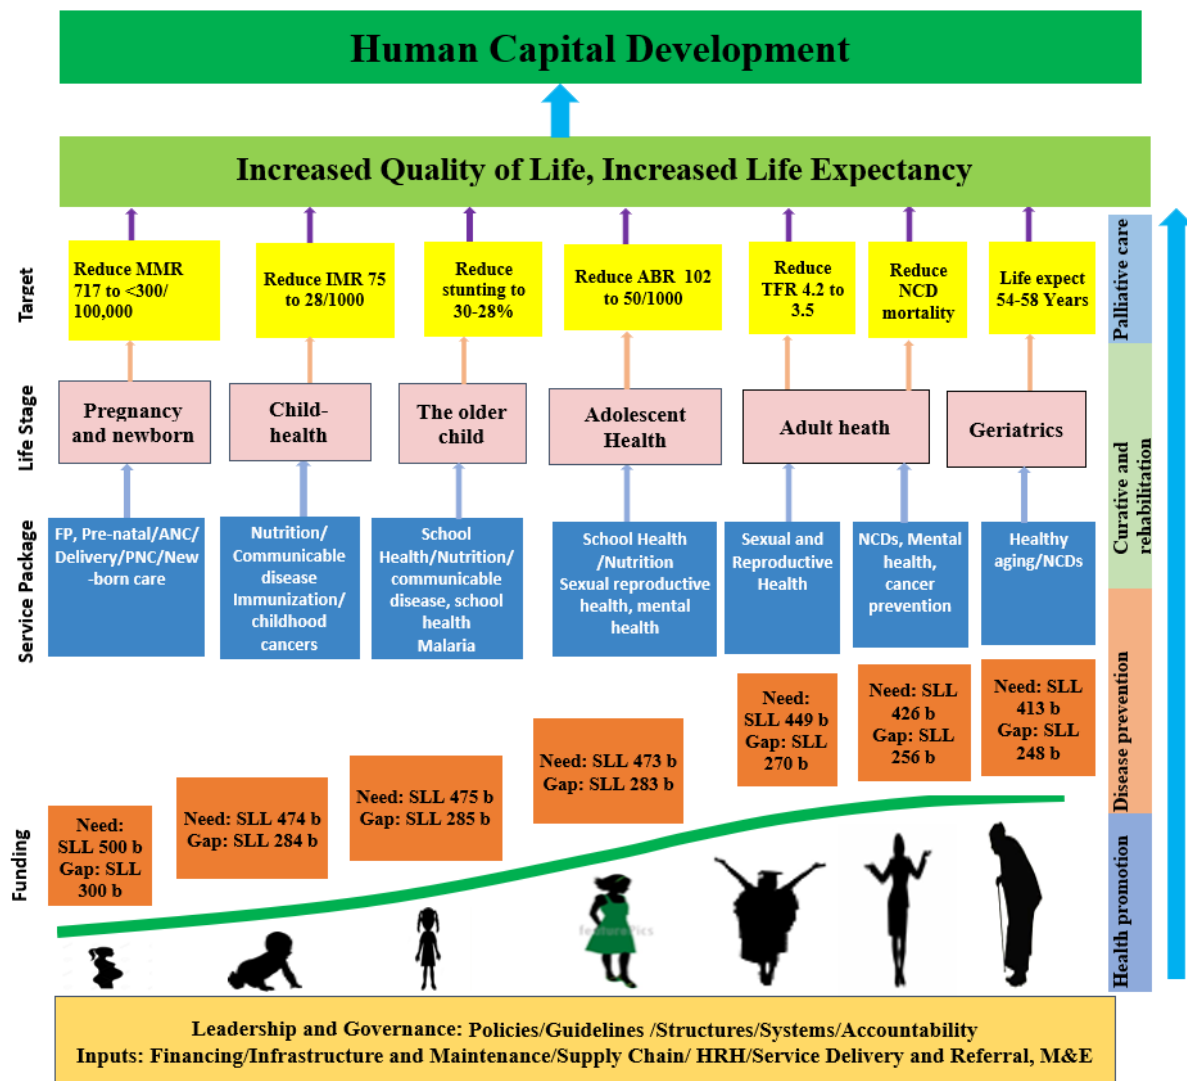 Human Capital Development
Increased Quality of Life, Increased Life Expectancy
Target
Reduce MMR
717 to <300/
100,000
Reduce IMR 75
to 28/1000
Reduce
stunting to
30-28%
Reduce ABR 102
to 50/1000
Reduce
TFR 4.2 to
3.5
Reduce
NCD
mortality
Life expect
54-58 Years
Palliative care
Life Stage
Pregnancy
and newborn
Child-
health
The older
child
Adolescent
Health
Adult heath
Geriatrics
Curative and
rehabilitation
Service Package
FP, Pre-natal/ANC/
Delivery/PNC/New
-born care
Nutrition/
Communicable
disease
Immunization/
childhood
cancers
School
Health/Nutrition/
communicable
disease, school
health
Malaria
School Health
/Nutrition
Sexual reproductive
health, mental
health
Sexual and
Reproductive
Health
NCDs, Mental
health,
cancer
prevention
Healthy
aging/NCDs
Disease prevention
Funding
Need:
SLL 500 b
Gap: SLL
300 b
Need: SLL 474 b
Gap: SLL 284 b
Need: SLL 475 b
Gap: SLL 285 b
Need: SLL 473 b
Gap: SLL 283 b
Need:
SLL 449 b
Gap: SLL
270 b
Need: SLL
426 b
Gap: SLL
256 b
Need: SLL
413 b
Gap: SLL
248 b
Health promotion
featurePics
Leadership and Governance: Policies/Guidelines /Structures/Systems/Accountability
Inputs: Financing/Infrastructure and Maintenance/Supply Chain/ HRH/Service Delivery and Referral, M&E